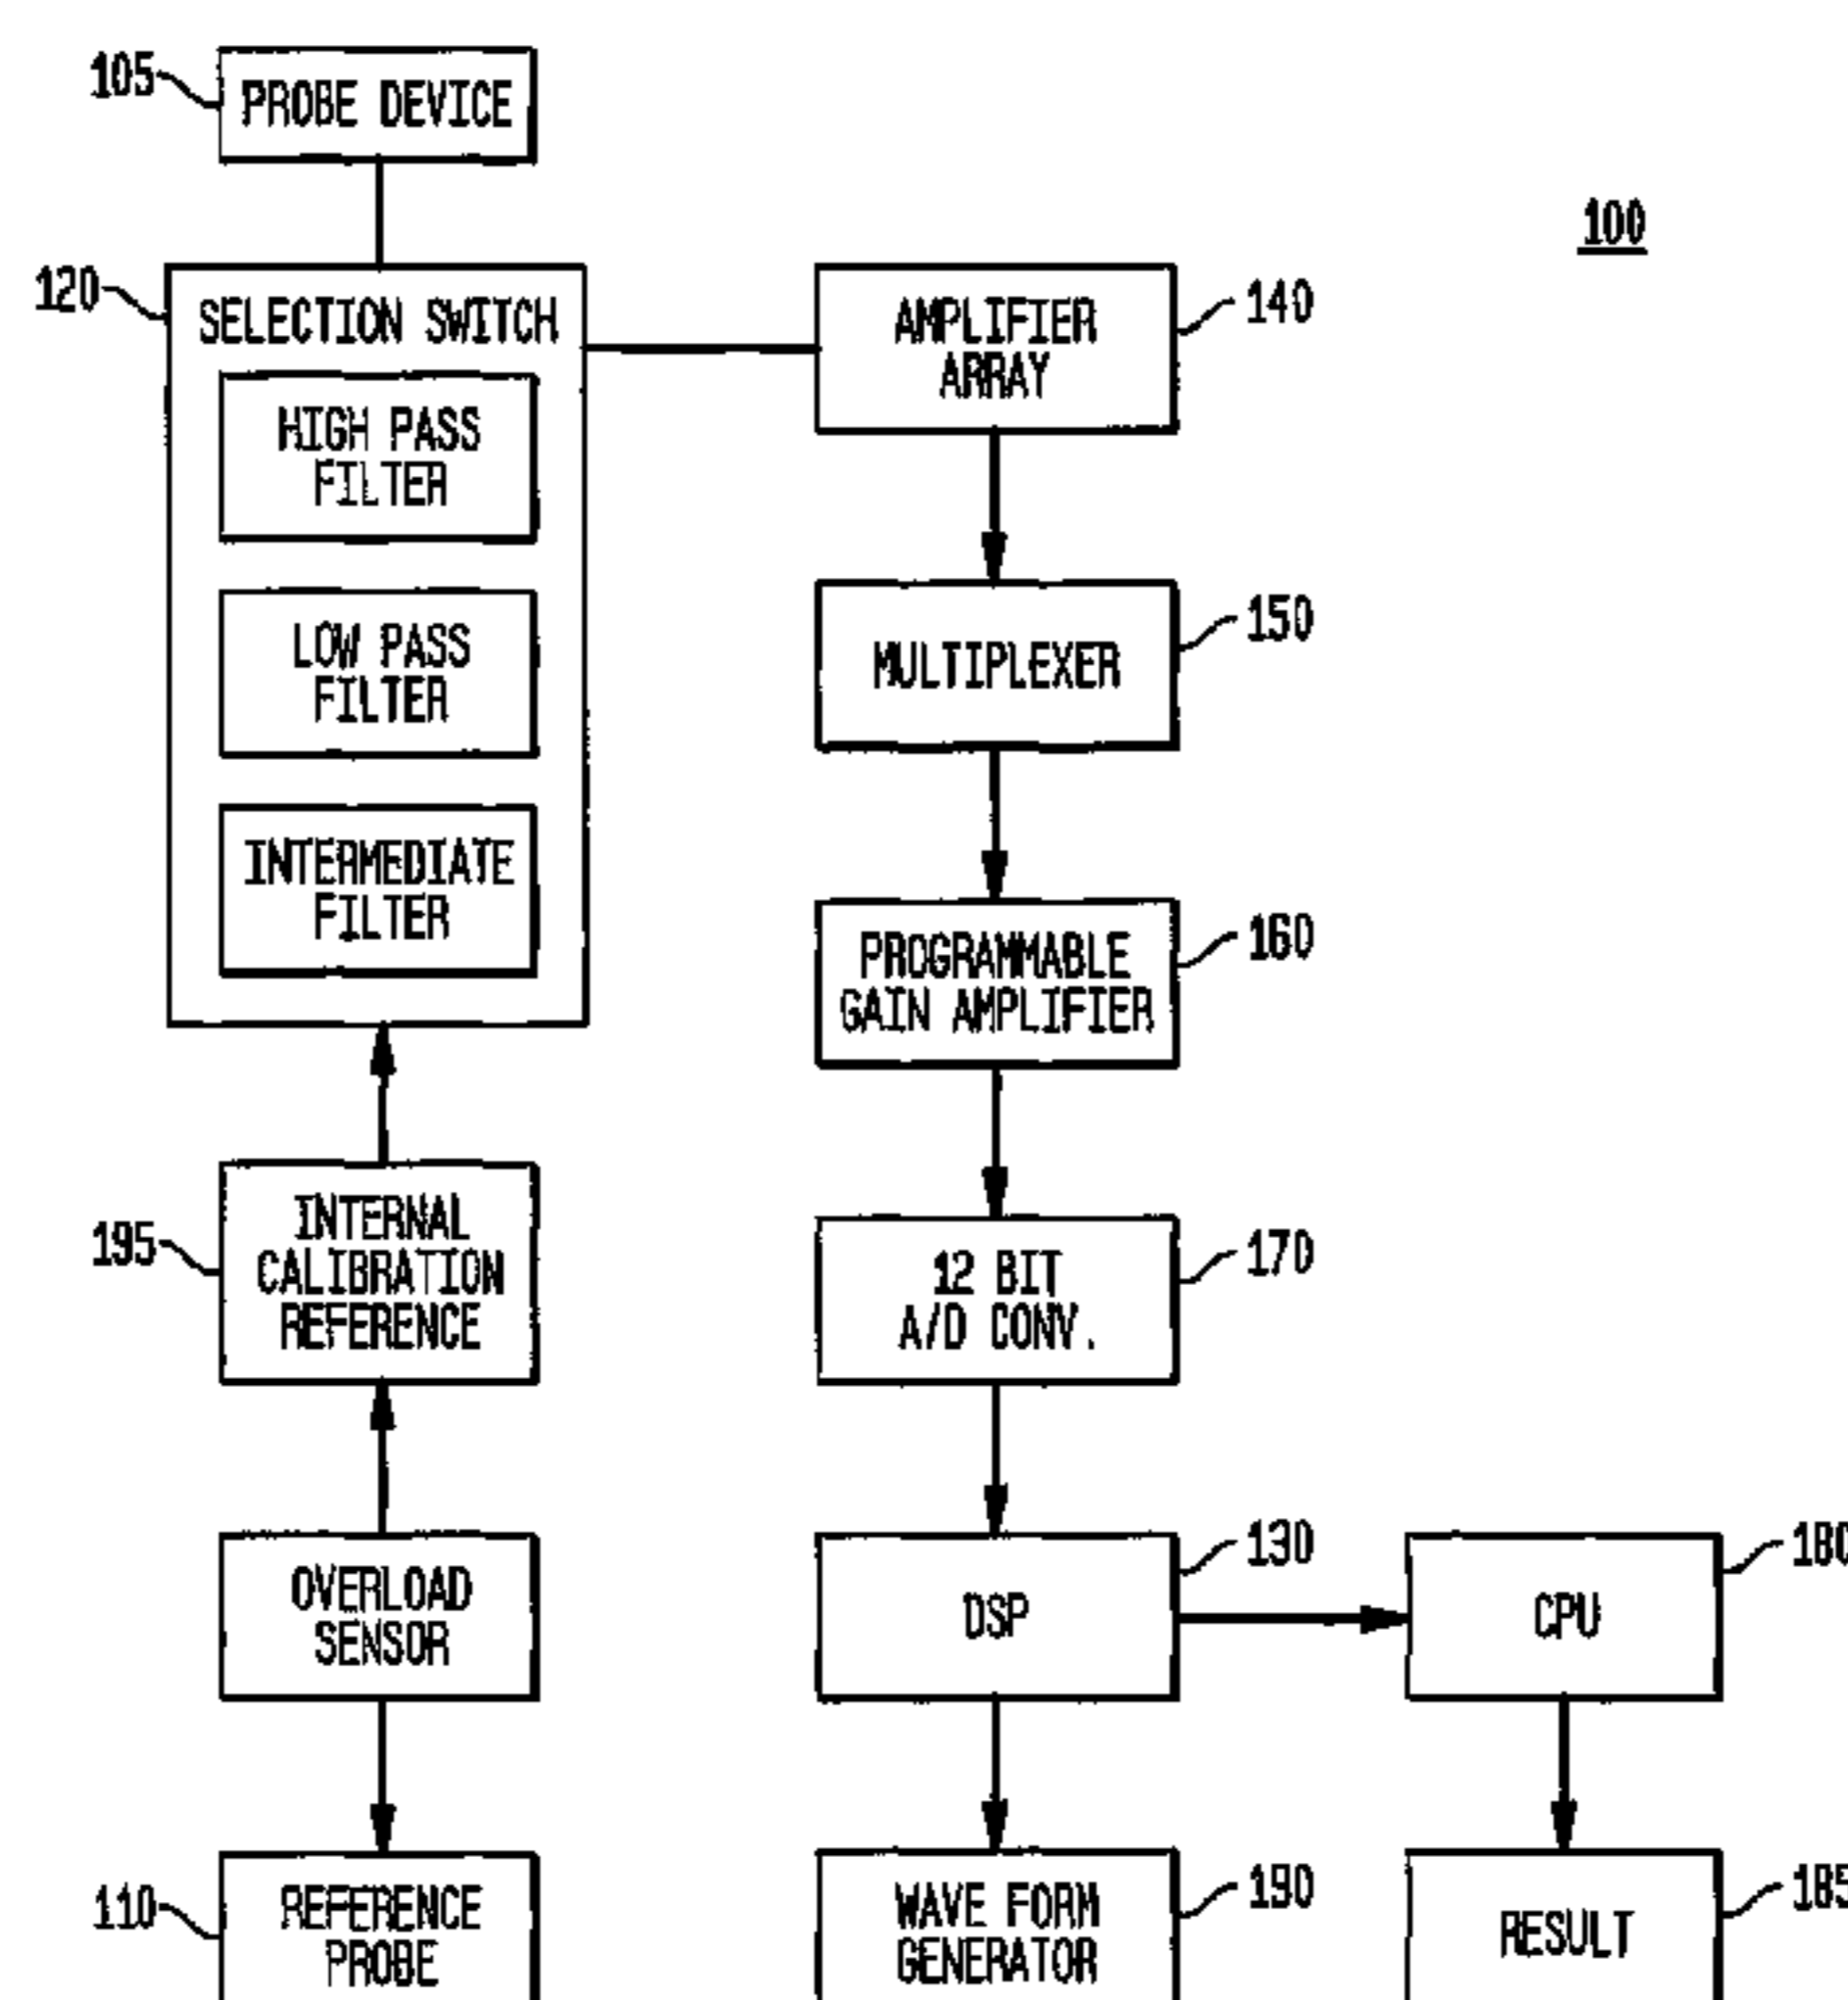 105
PROBE DEVICE
100
120
SELECTION SWITCH
HIGH PASS
FILTER
LOW PASS
FILTER
INTERMEDIATE
FILTER
195
INTERNAL
CALIBRATION
REFERENCE
OVERLOAD
SENSOR
110
REFERENCE
PROBE
AMPLIFIER
ARRAY
140
MULTIPLEXER
150
PROGRAMMABLE
GAIN AMPLIFIER
160
12 BIT
A/D CONV.
170
DSP
130
WAVE FORM
GENERATOR
190
CPU
180
RESULT
185